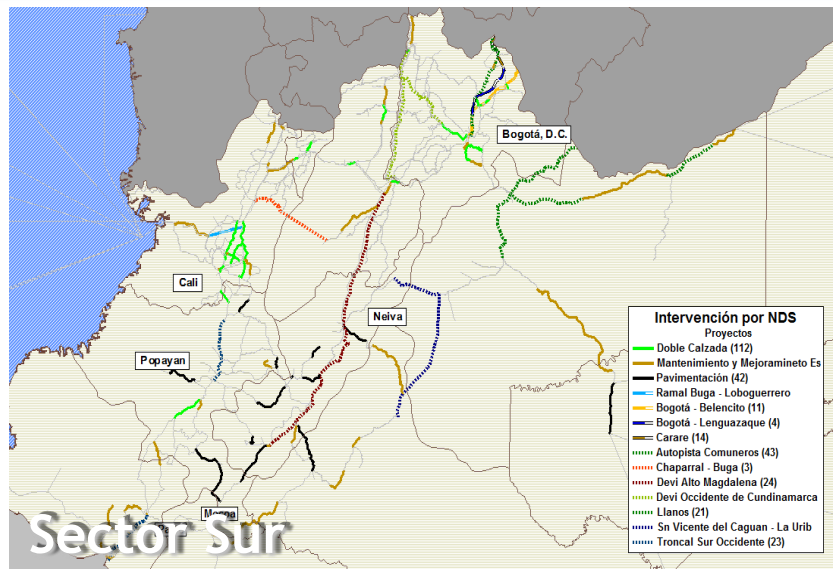 Bogotá, D.C.
Cali
Neiva
Popayan
Sector Sur
Intervención por NDS
Proyectos
Doble Calzada (112)
Mantenimiento y Mejoramineto Es
Pavimentación (42)
Ramal Buga - Loboguerrero
Bogotá - Belencito (11)
Bogotá - Lenguazaque (4)
Carare (14)
Autopista Comuneros (43)
Chaparral - Buga (3)
Devi Alto Magdalena (24)
Devi Occidente de Cundinamarca
Llanos (21)
Sn Vicente del Caguan - La Urib
Troncal Sur Occidente (23)